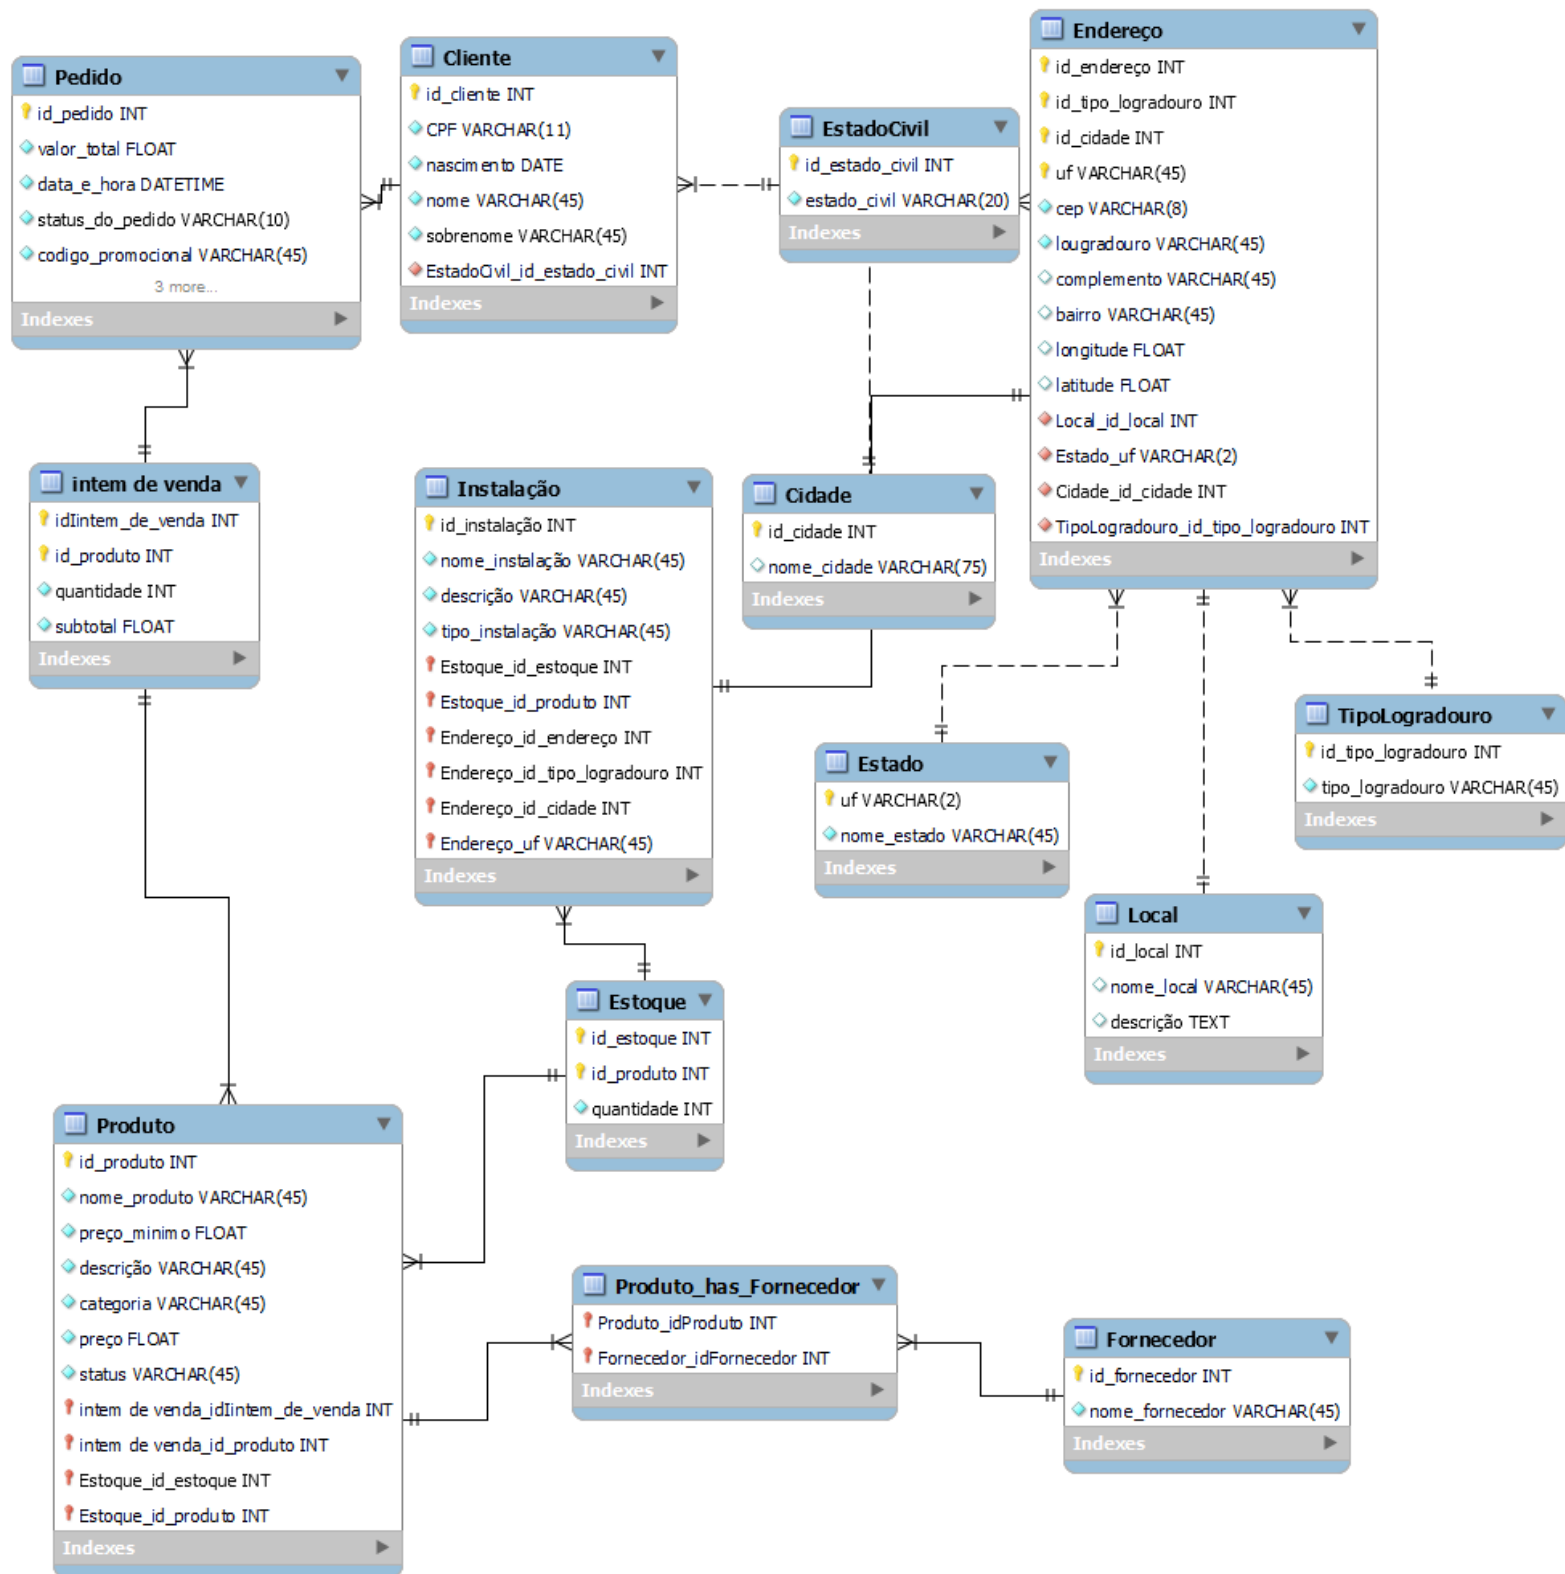 Pedido
id_pedido INT
valor_total FLOAT
data_e_hora DATETIME
status_do_pedido VARCHAR(10)
codigo_promocional VARCHAR(45)
3 more...
Indexes
Cliente
id_cliente INT
CPF VARCHAR(11)
nascimento DATE
nome VARCHAR(45)
sobrenome VARCHAR(45)
EstadoCivil_id_estado_civil INT
Indexes
EstadoCivil
id_estado_civil INT
estado_civil VARCHAR(20)
Indexes
Endereço
id_endereço INT
id_tipo_logradouro INT
id_cidade INT
uf VARCHAR(45)
cep VARCHAR(8)
lougradouro VARCHAR(45)
complemento VARCHAR(45)
bairro VARCHAR(45)
longitude FLOAT
latitude FLOAT
Local_id_local INT
Estado_uf VARCHAR(2)
Cidade_id_cidade INT
TipoLogradouro_id_tipo_logradouro INT
Indexes
intem de venda
idIintem_de_venda INT
id_produto INT
quantidade INT
subtotal FLOAT
Indexes
Instalação
id_instalação INT
nome_instalação VARCHAR(45)
descrição VARCHAR(45)
tipo_instalação VARCHAR(45)
Estoque_id_estoque INT
Estoque_id_produto INT
Endereço_id_endereço INT
Endereço_id_tipo_logradouro INT
Endereço_id_cidade INT
Endereço_uf VARCHAR(45)
Indexes
Cidade
id_cidade INT
nome_cidade VARCHAR(75)
Indexes
Estado
uf VARCHAR(2)
nome_estado VARCHAR(45)
Indexes
TipoLogradouro
id_tipo_logradouro INT
tipo_logradouro VARCHAR(45)
Indexes
Local
id_local INT
nome_local VARCHAR(45)
descrição TEXT
Indexes
Estoque
id_estoque INT
id_produto INT
quantidade INT
Indexes
Produto
id_produto INT
nome_produto VARCHAR(45)
preço_minimo FLOAT
descrição VARCHAR(45)
categoria VARCHAR(45)
preço FLOAT
status VARCHAR(45)
intem de venda_idIintem_de_venda INT
intem de venda_id_produto INT
Estoque_id_estoque INT
Estoque_id_produto INT
Indexes
Produto_has_Fornecedor
Produto_idProduto INT
Fornecedor_idFornecedor INT
Indexes
Fornecedor
id_fornecedor INT
nome_fornecedor VARCHAR(45)
Indexes